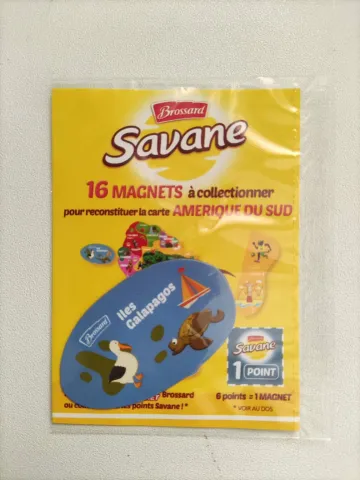 Brossard
Savane
16 MAGNETS à collectionner
pour reconstituer la carte AMERIQUE DU SUD
Brossard
Iles
Galapagos
Savane
1 POINT
Brossard
ou points Savane ! *
6 points = 1 MAGNET
* VOIR AU DOS